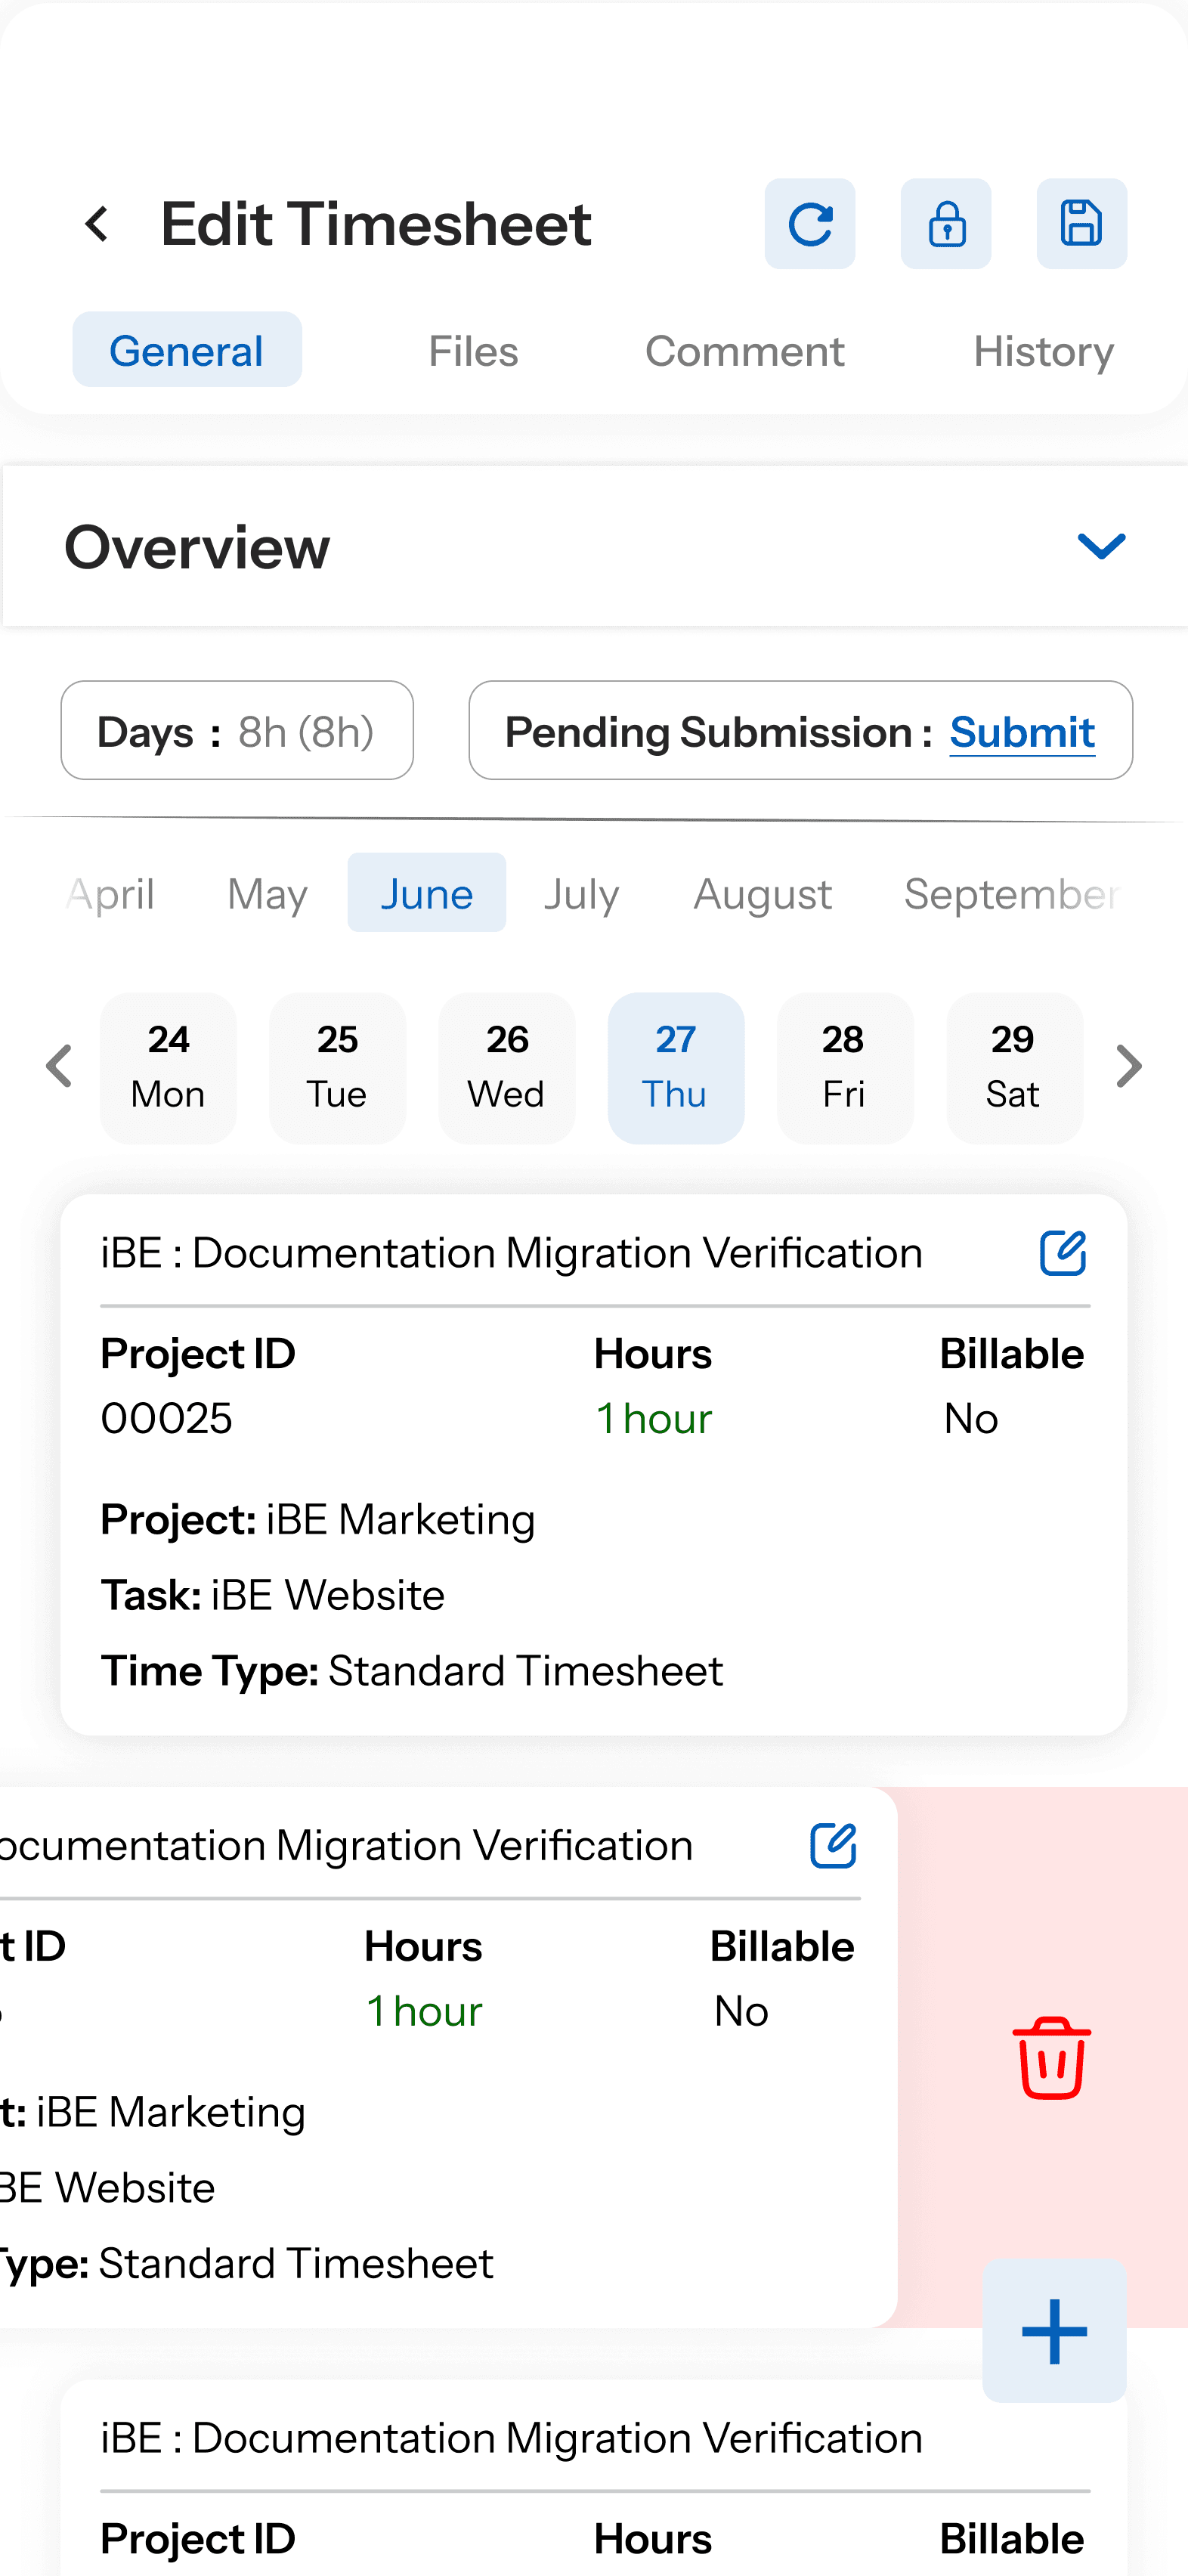 Edit Timesheet
General Files Comment History
Overview
Days : 8h (8h) Pending Submission : Submit
April May June July August September
24 25 26 27 28 29
Mon Tue Wed Thu Fri Sat
iBE : Documentation Migration Verification
Project ID Hours Billable
00025 1 hour No
Project: iBE Marketing
Task: iBE Website
Time Type: Standard Timesheet
ocumentation Migration Verification
t ID Hours Billable
1 hour No
t: iBE Marketing
BE Website
Type: Standard Timesheet
iBE : Documentation Migration Verification
Project ID Hours Billable